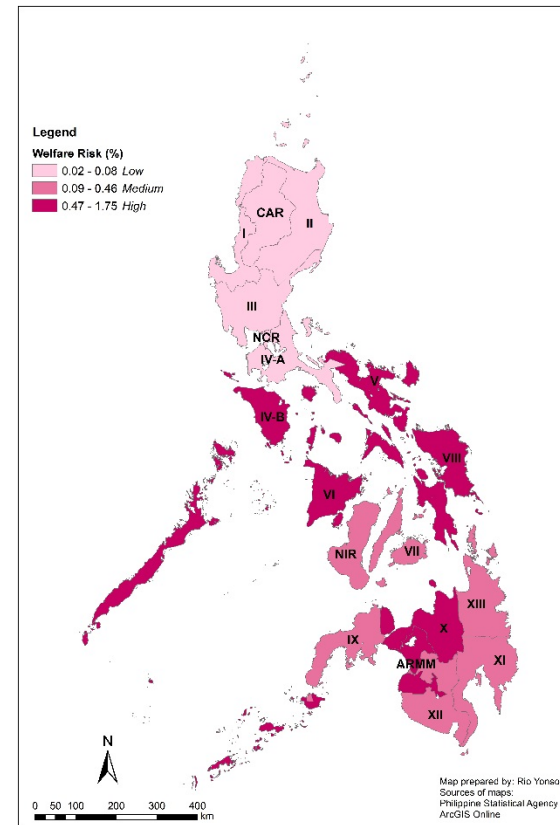 Legend
Welfare Risk (%)
0.02 - 0.08 Low
0.09 - 0.46 Medium
0.47 - 1.75 High
CAR
I
II
III
NCR
IV-A
V
IV-B
VIII
VI
VII
NIR
XIII
X
IX
ARMM
XI
XII
N
0 50 100 200 300 400
km
Map prepared by: Rio Yonson
Sources of maps:
Philippine Statistical Agency
ArcGIS Online